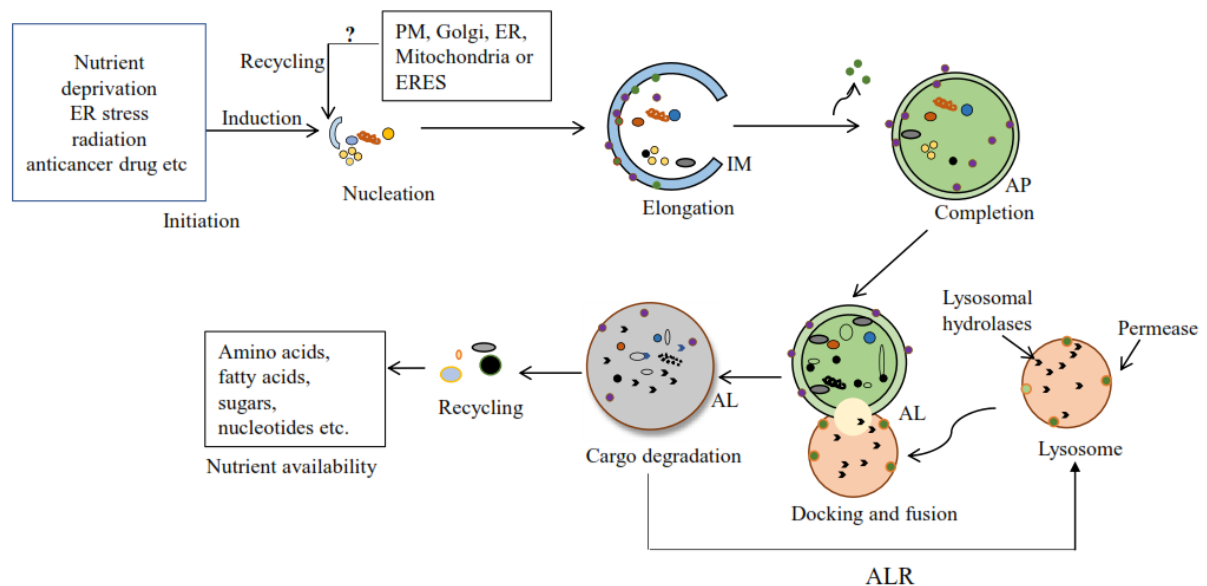 Nutrient
deprivation
ER stress
radiation
anticancer drug etc
Initiation
Induction
Recycling
?
PM, Golgi, ER,
Mitochondria or
ERES
Nucleation
IM
Elongation
AP
Completion
Lysosomal
hydrolases
Permease
Lysosome
AL
Docking and fusion
AL
Cargo degradation
Recycling
Amino acids,
fatty acids,
sugars,
nucleotides etc.
Nutrient availability
ALR